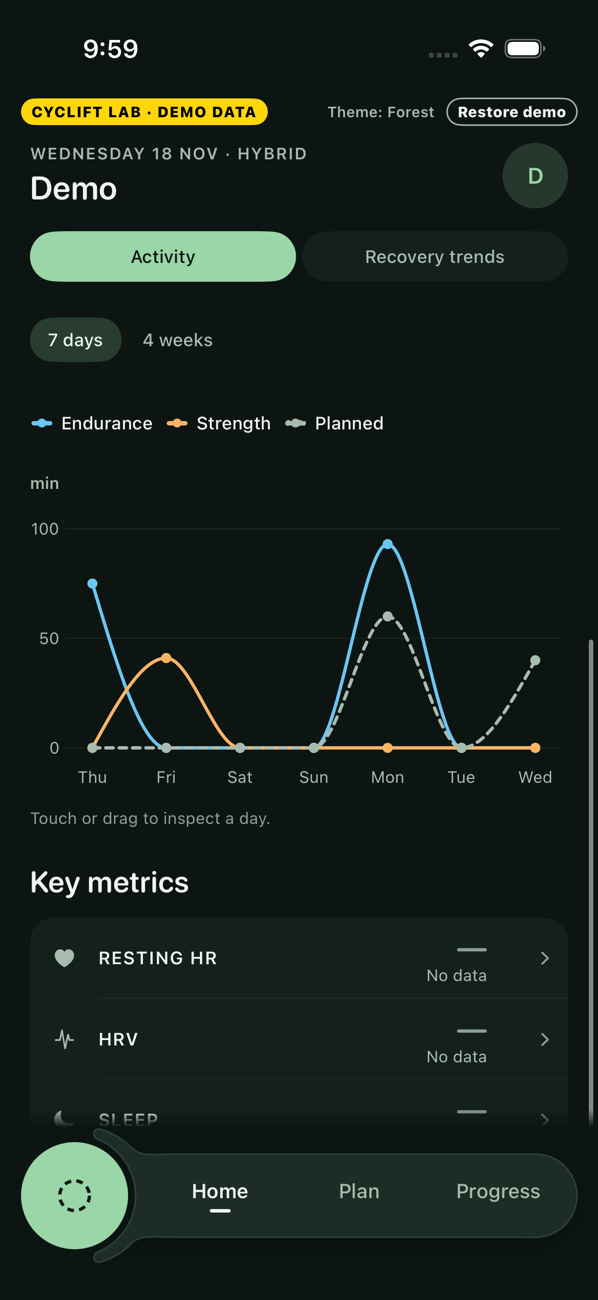 9:59
CYCLIFT LAB · DEMO DATA
Theme: Forest
Restore demo
WEDNESDAY 18 NOV · HYBRID
Demo
D
Activity
Recovery trends
7 days
4 weeks
Endurance
Strength
Planned
min
100
50
0
Thu
Fri
Sat
Sun
Mon
Tue
Wed
Touch or drag to inspect a day.
Key metrics
RESTING HR
No data
HRV
No data
SLEEP
Home
Plan
Progress